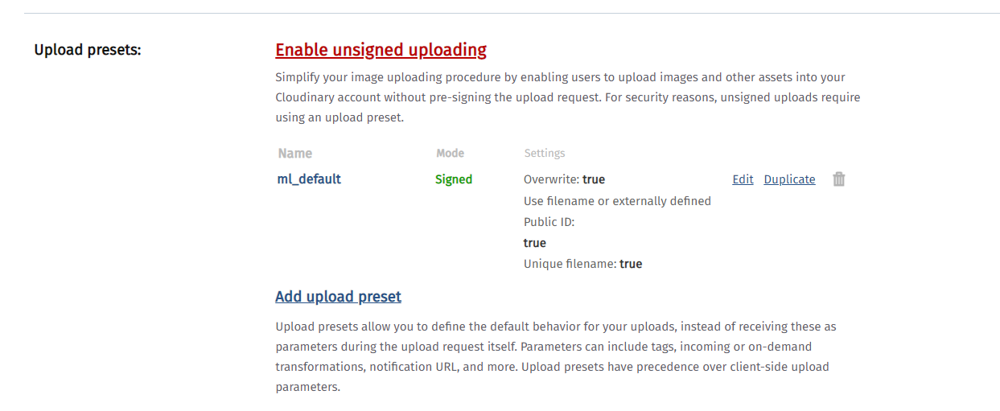 Upload presets:
Enable unsigned uploading
Simplify your image uploading procedure by enabling users to upload images and other assets into your
Cloudinary account without pre-signing the upload request. For security reasons, unsigned uploads require
using an upload preset.
Name Mode Settings
ml_default Signed Overwrite: true Edit Duplicate
Use filename or externally defined
Public ID:
true
Unique filename: true
Add upload preset
Upload presets allow you to define the default behavior for your uploads, instead of receiving these as
parameters during the upload request itself. Parameters can include tags, incoming or on-demand
transformations, notification URL, and more. Upload presets have precedence over client-side upload
parameters.